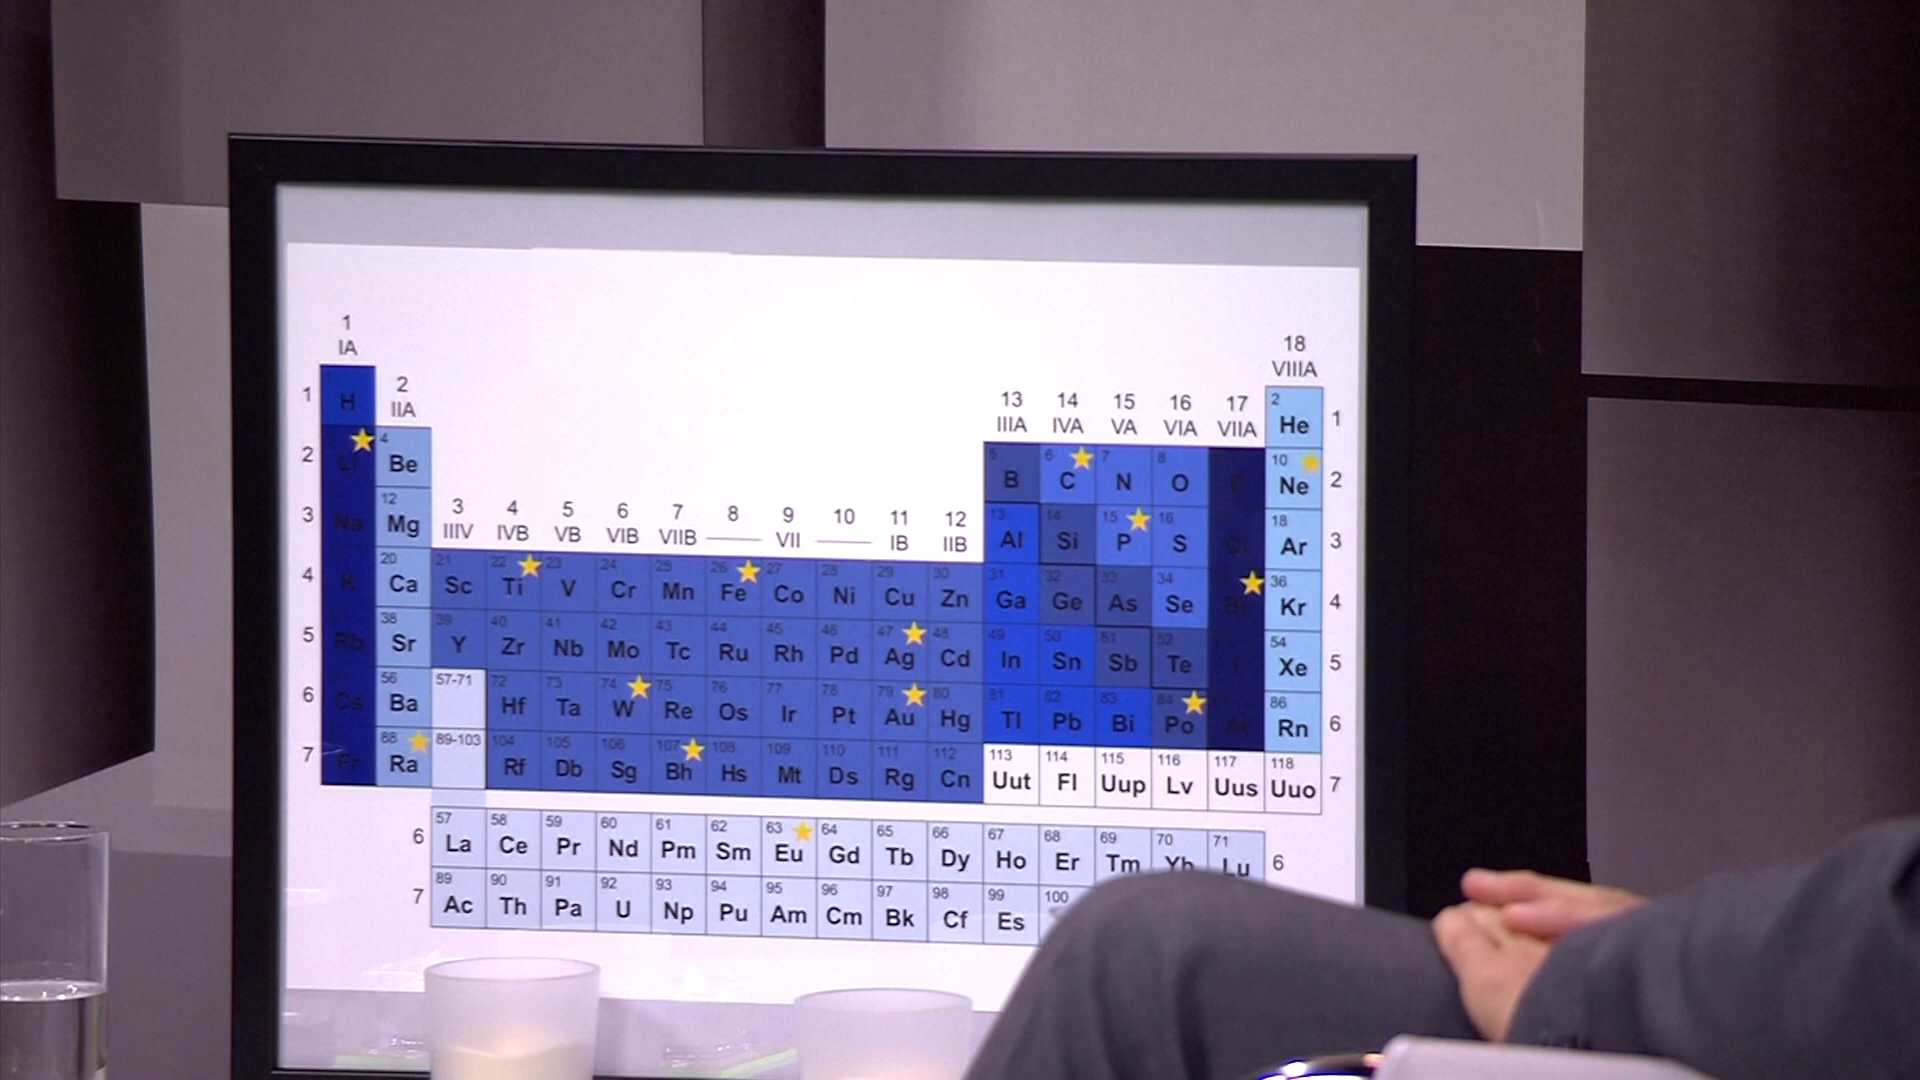 1
IA
18
VIIIA
2
IIA
13 14 15 16 17
IIIA IVA VA VIA VIIA
1 H 2 He 1
2 Li 4 Be 5 B 6 C 7 N 8 O F 10 Ne 2
3 Na 12 Mg 13 Al 14 Si 15 P 16 S Cl 18 Ar 3
3 4 5 6 7 8 9 10 11 12
IIIV IVB VB VIB VIIB VII IB IIB
4 K 20 Ca 21 Sc 22 Ti 23 V 24 Cr 25 Mn 26 Fe 27 Co 28 Ni 29 Cu 30 Zn 31 Ga 32 Ge 33 As 34 Se Br 36 Kr 4
5 Rb 38 Sr 39 Y 40 Zr 41 Nb 42 Mo 43 Tc 44 Ru 45 Rh 46 Pd 47 Ag 48 Cd 49 In 50 Sn 51 Sb 52 Te I 54 Xe 5
6 Cs 56 Ba 57-71 72 Hf 73 Ta 74 W 75 Re 76 Os 77 Ir 78 Pt 79 Au 80 Hg 81 Tl 82 Pb 83 Bi 84 Po At 86 Rn 6
7 Fr 88 Ra 89-103 104 Rf 105 Db 106 Sg 107 Bh 108 Hs 109 Mt 110 Ds 111 Rg 112 Cn 113 Uut 114 Fl 115 Uup 116 Lv 117 Uus 118 Uuo 7
6 57 La 58 Ce 59 Pr 60 Nd 61 Pm 62 Sm 63 Eu 64 Gd 65 Tb 66 Dy 67 Ho 68 Er 69 Tm 70 Yb 71 Lu 6
7 89 Ac 90 Th 91 Pa 92 U 93 Np 94 Pu 95 Am 96 Cm 97 Bk 98 Cf 99 Es 100